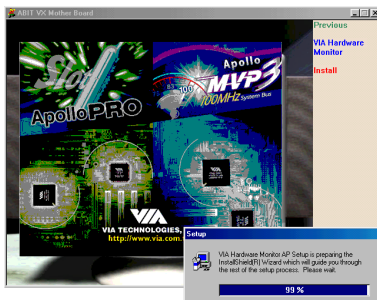 ABIT VX Mother Board
Previous
VIA Hardware
Monitor
Install
Slot 1
ApolloPRO
Apollo
MVP3
100MHz System Bus
100
VIA
VIA TECHNOLOGIES,
http://www.via.com.
Setup
VIA Hardware Monitor AP Setup is preparing the
InstallShield(R) Wizard which will guide you through
the rest of the setup process. Please wait.
99 %